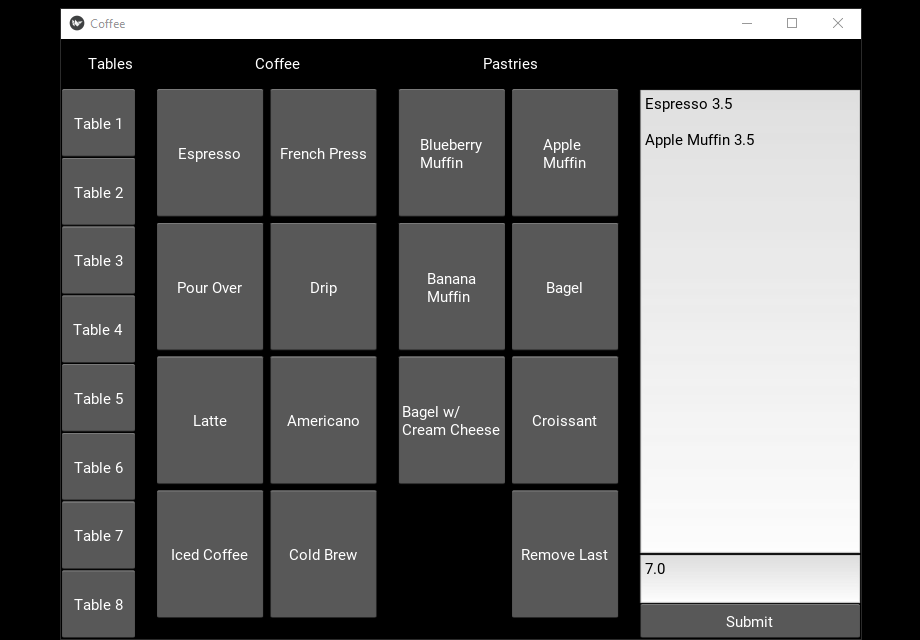 Coffee
Tables
Coffee
Pastries
Table 1
Table 2
Table 3
Table 4
Table 5
Table 6
Table 7
Table 8
Espresso
French Press
Pour Over
Drip
Latte
Americano
Iced Coffee
Cold Brew
Blueberry
Muffin
Apple
Muffin
Banana
Muffin
Bagel
Bagel w/
Cream Cheese
Croissant
Remove Last
Espresso 3.5
Apple Muffin 3.5
7.0
Submit